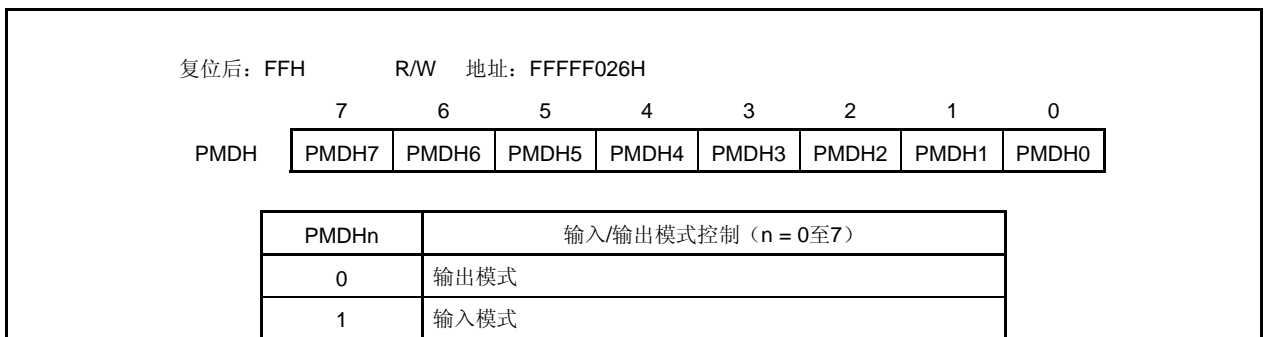 复位后：FFH R/W 地址：FFFFF026H
7 6 5 4 3 2 1 0
PMDH PMDH7 PMDH6 PMDH5 PMDH4 PMDH3 PMDH2 PMDH1 PMDH0
PMDHn 输入/输出模式控制（n = 0至7）
0 输出模式
1 输入模式